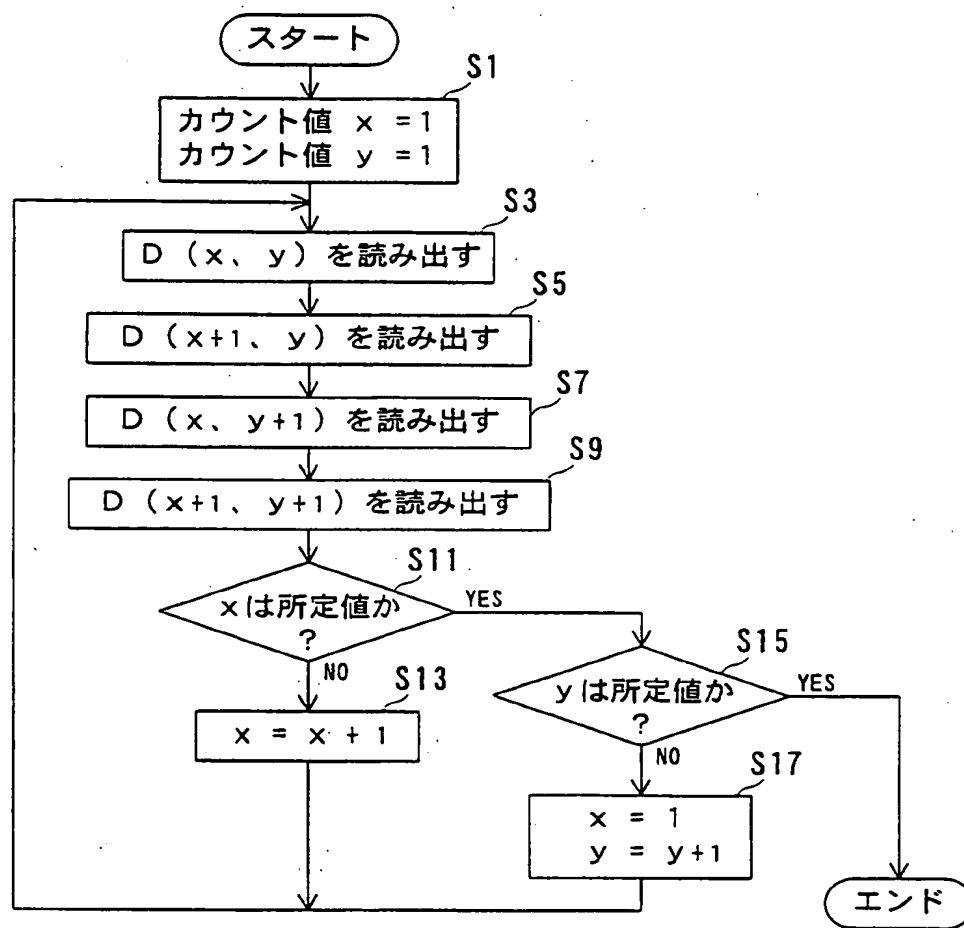 スタート
S1
カウント値 x =1
カウント値 y =1
S3
D (x、y) を読み出す
S5
D (x+1、y) を読み出す
S7
D (x、y+1) を読み出す
S9
D (x+1、y+1) を読み出す
S11
xは所定値か
?
YES
NO
S13
x = x + 1
S15
yは所定値か
?
YES
NO
S17
x = 1
y = y+1
エンド